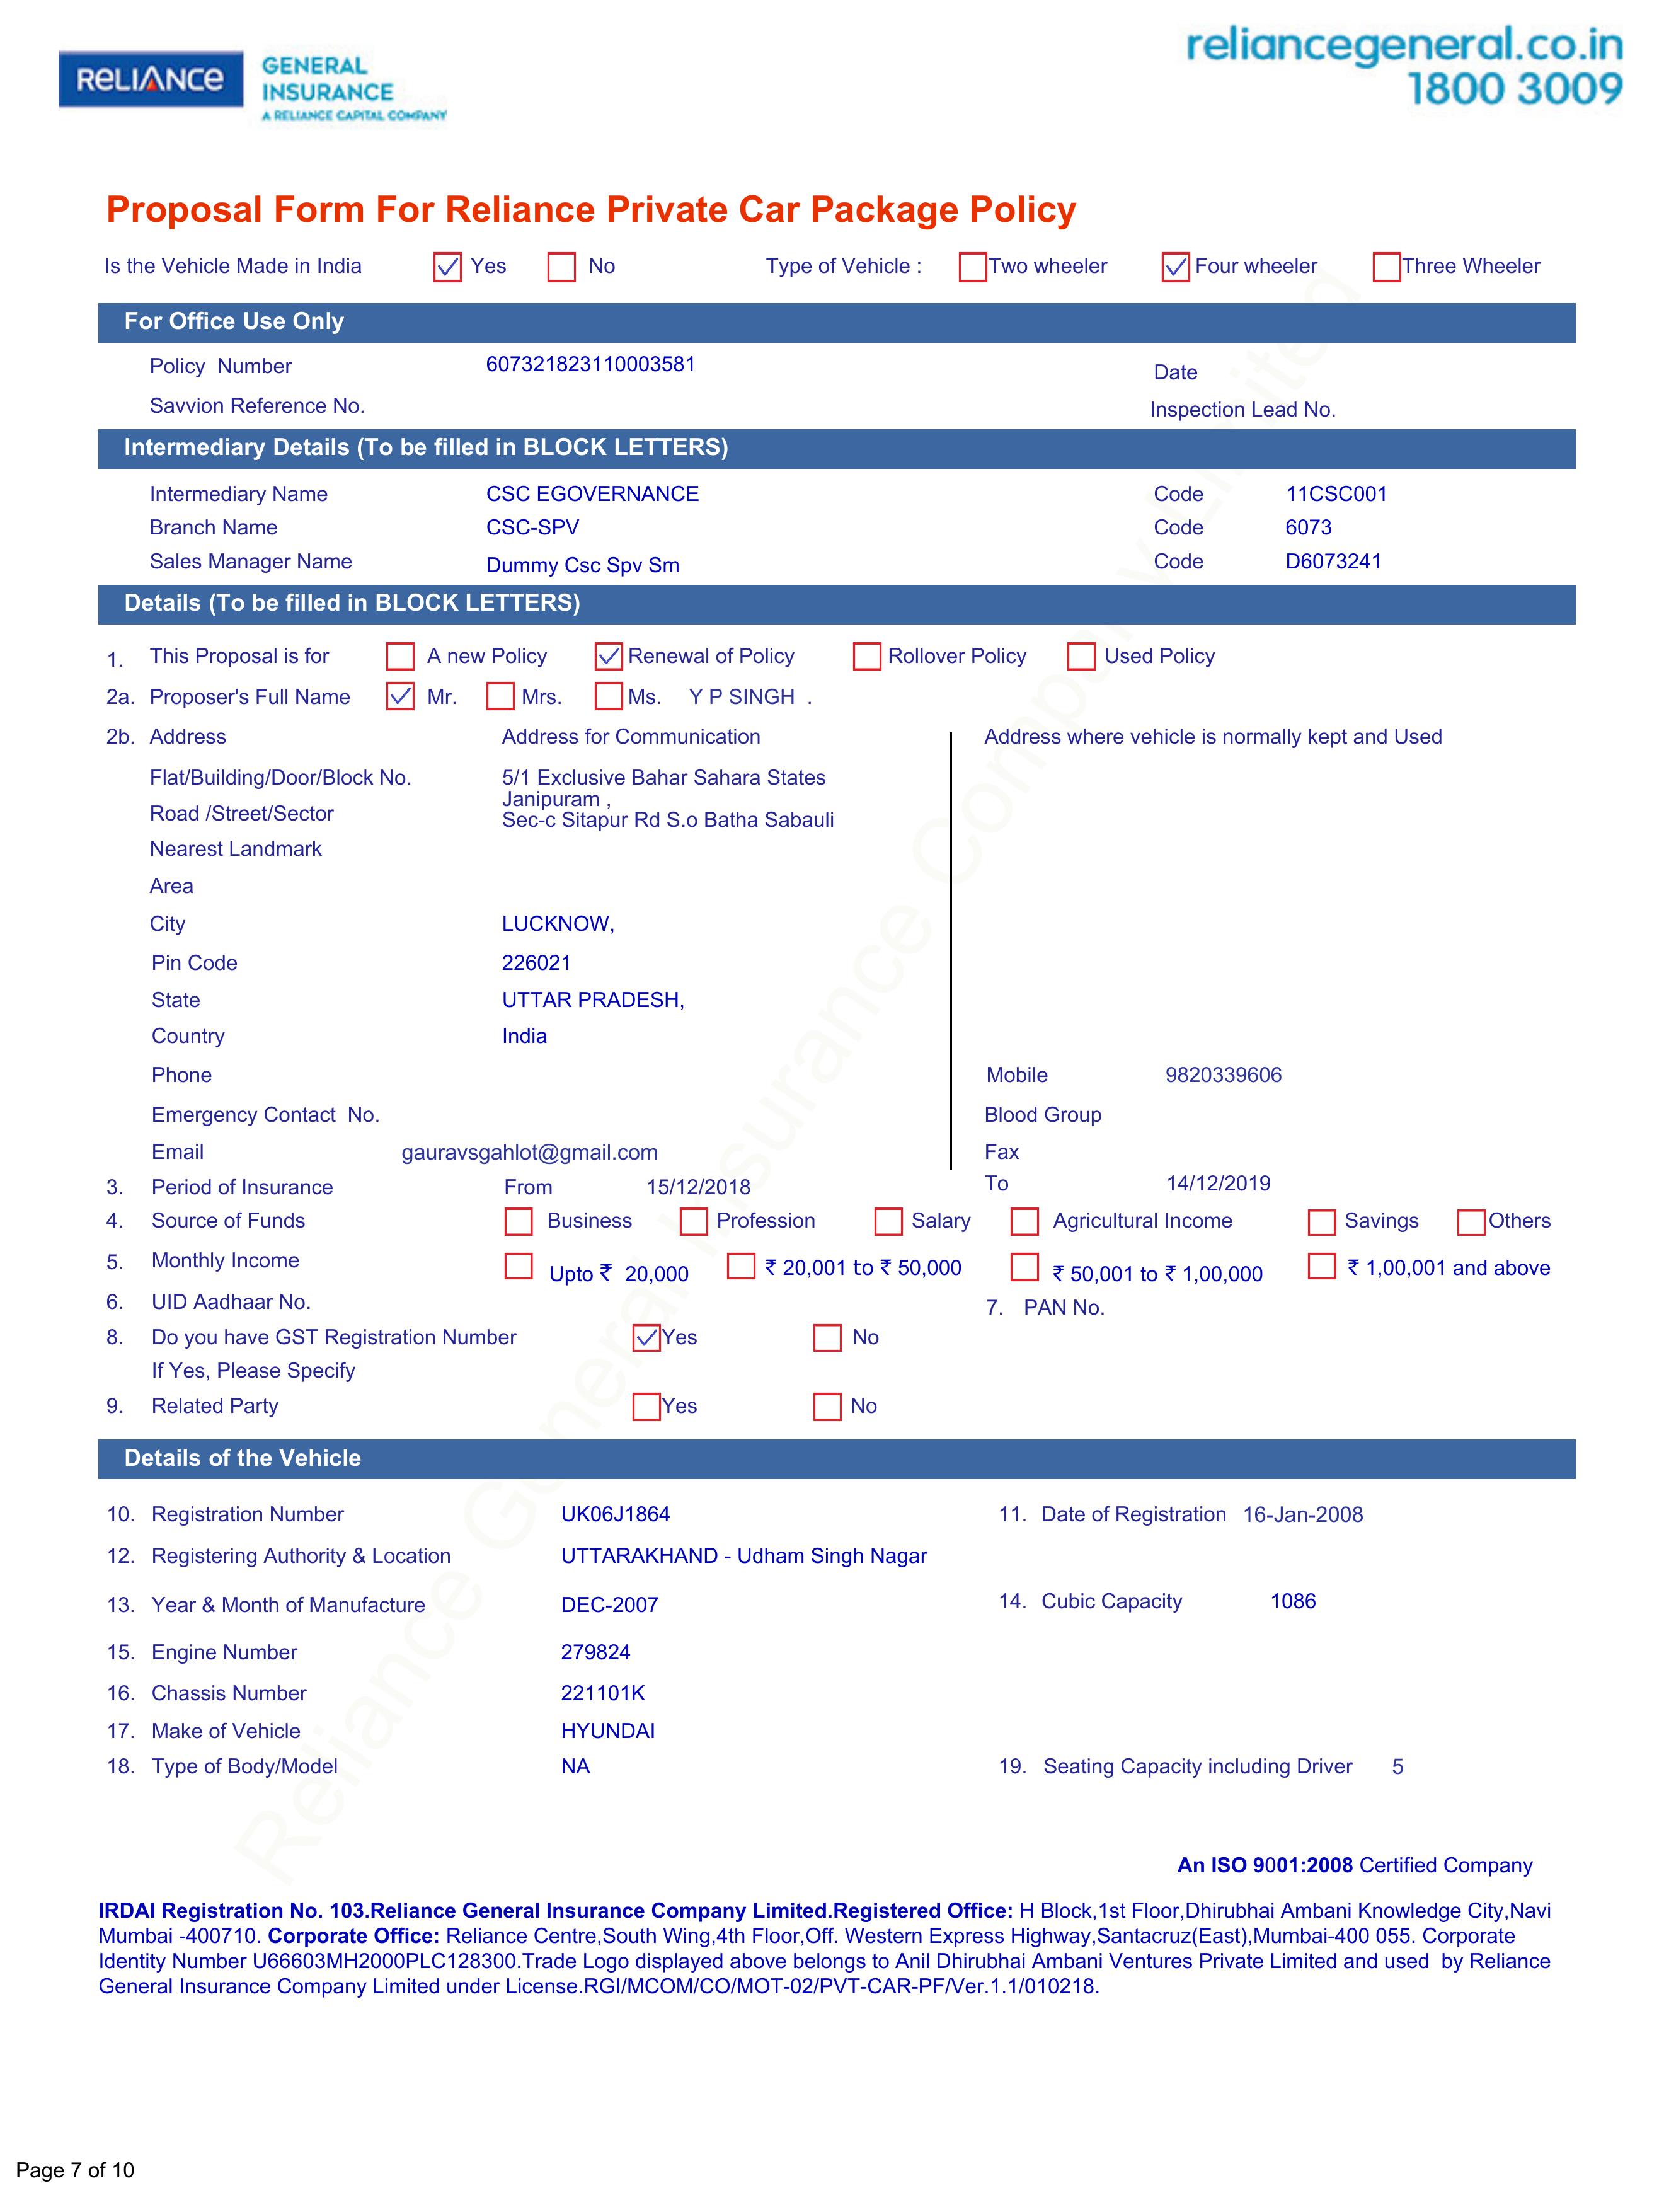 RELIANCE GENERAL INSURANCE A RELIANCE CAPITAL COMPANY
reliancegeneral.co.in
1800 3009
Proposal Form For Reliance Private Car Package Policy
Is the Vehicle Made in India Yes No Type of Vehicle : Two wheeler Four wheeler Three Wheeler
For Office Use Only
Policy Number 607321823110003581 Date
Savvion Reference No. Inspection Lead No.
Intermediary Details (To be filled in BLOCK LETTERS)
Intermediary Name CSC EGOVERNANCE Code 11CSC001
Branch Name CSC-SPV Code 6073
Sales Manager Name Dummy Csc Spv Sm Code D6073241
Details (To be filled in BLOCK LETTERS)
1. This Proposal is for A new Policy Renewal of Policy Rollover Policy Used Policy
2a. Proposer's Full Name Mr. Mrs. Ms. Y P SINGH .
2b. Address Address for Communication Address where vehicle is normally kept and Used
Flat/Building/Door/Block No. 5/1 Exclusive Bahar Sahara States
Janipuram ,
Road /Street/Sector Sec-c Sitapur Rd S.o Batha Sabauli
Nearest Landmark
Area
City LUCKNOW,
Pin Code 226021
State UTTAR PRADESH,
Country India
Phone Mobile 9820339606
Emergency Contact No. Blood Group
Email gauravsgahlot@gmail.com Fax
3. Period of Insurance From 15/12/2018 To 14/12/2019
4. Source of Funds Business Profession Salary Agricultural Income Savings Others
5. Monthly Income Upto ₹ 20,000 ₹ 20,001 to ₹ 50,000 ₹ 50,001 to ₹ 1,00,000 ₹ 1,00,001 and above
6. UID Aadhaar No. 7. PAN No.
8. Do you have GST Registration Number Yes No
If Yes, Please Specify
9. Related Party Yes No
Details of the Vehicle
10. Registration Number UK06J1864 11. Date of Registration 16-Jan-2008
12. Registering Authority & Location UTTARAKHAND - Udham Singh Nagar
13. Year & Month of Manufacture DEC-2007 14. Cubic Capacity 1086
15. Engine Number 279824
16. Chassis Number 221101K
17. Make of Vehicle HYUNDAI
18. Type of Body/Model NA 19. Seating Capacity including Driver 5
An ISO 9001:2008 Certified Company
IRDAI Registration No. 103.Reliance General Insurance Company Limited.Registered Office: H Block,1st Floor,Dhirubhai Ambani Knowledge City,Navi
Mumbai -400710. Corporate Office: Reliance Centre,South Wing,4th Floor,Off. Western Express Highway,Santacruz(East),Mumbai-400 055. Corporate
Identity Number U66603MH2000PLC128300.Trade Logo displayed above belongs to Anil Dhirubhai Ambani Ventures Private Limited and used by Reliance
General Insurance Company Limited under License.RGI/MCOM/CO/MOT-02/PVT-CAR-PF/Ver.1.1/010218.
Reliance General Insurance Company Limited
Page 7 of 10